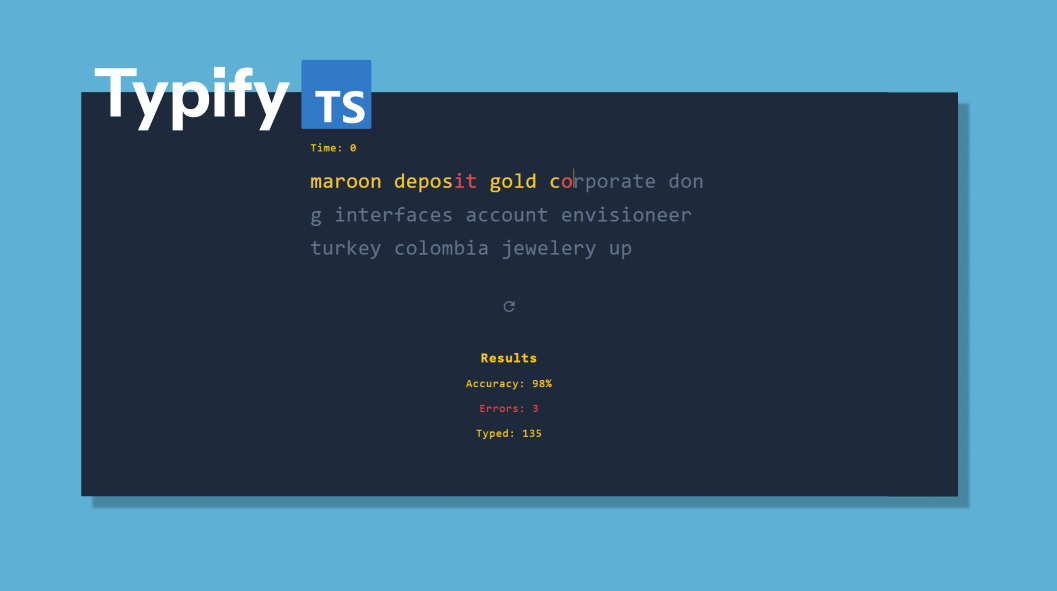 Typify TS
Time: 0
maroon deposit gold corporate don
g interfaces account envisioneer
turkey colombia jewelery up
Results
Accuracy: 98%
Errors: 3
Typed: 135